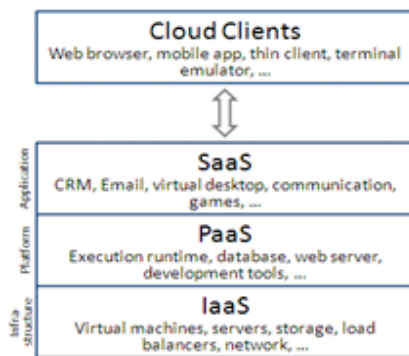 Cloud Clients
Web browser, mobile app, thin client, terminal
emulator, ...
Application
SaaS
CRM, Email, virtual desktop, communication,
games, ...
Platform
PaaS
Execution runtime, database, web server,
development tools, ...
Infra-
structure
IaaS
Virtual machines, servers, storage, load
balancers, network, ...